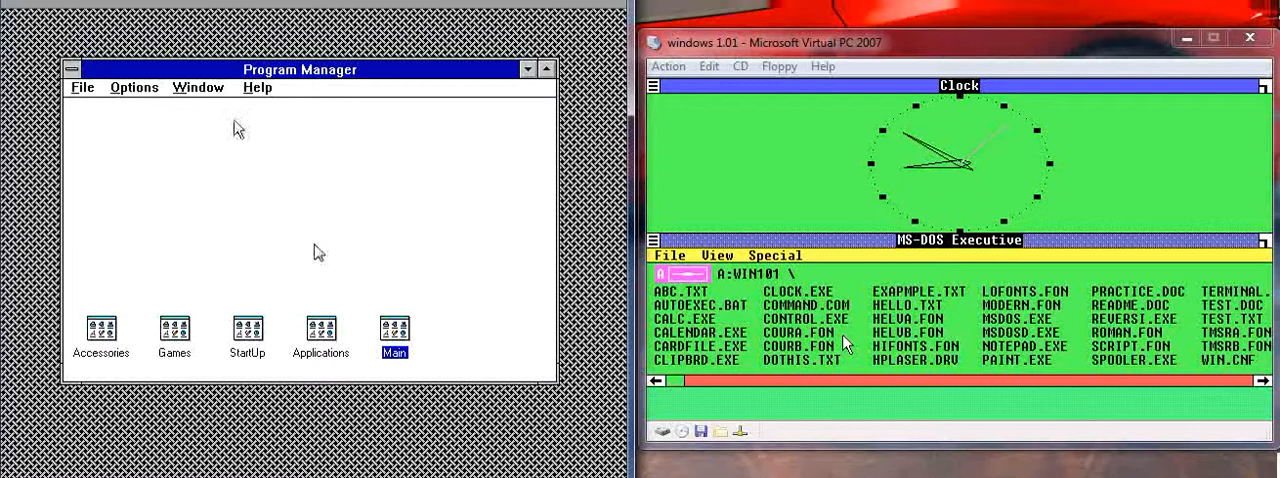 Program Manager
File Options Window Help
Accessories Games StartUp Applications Main
windows 1.01 - Microsoft Virtual PC 2007
Action Edit CD Floppy Help
Clock
MS-DOS Executive
File View Special
A A:WIN101 \
ABC.TXT CLOCK.EXE EXAPMPLE.TXT LOFONTS.FON PRACTICE.DOC TERMINAL.
AUTOEXEC.BAT COMMAND.COM HELLO.TXT MODERN.FON README.DOC TEST.DOC
CALC.EXE CONTROL.EXE HELVA.FON MSDOS.EXE REVERSI.EXE TEST.TXT
CALENDAR.EXE COURA.FON HELVB.FON MSDOSD.EXE ROMAN.FON TMSRA.FON
CARDFILE.EXE COURB.FON HIFONTS.FON NOTEPAD.EXE SCRIPT.FON TMSRB.FON
CLIPBRD.EXE DOTHIS.TXT HPLASER.DRV PAINT.EXE SPOOLER.EXE WIN.CNF